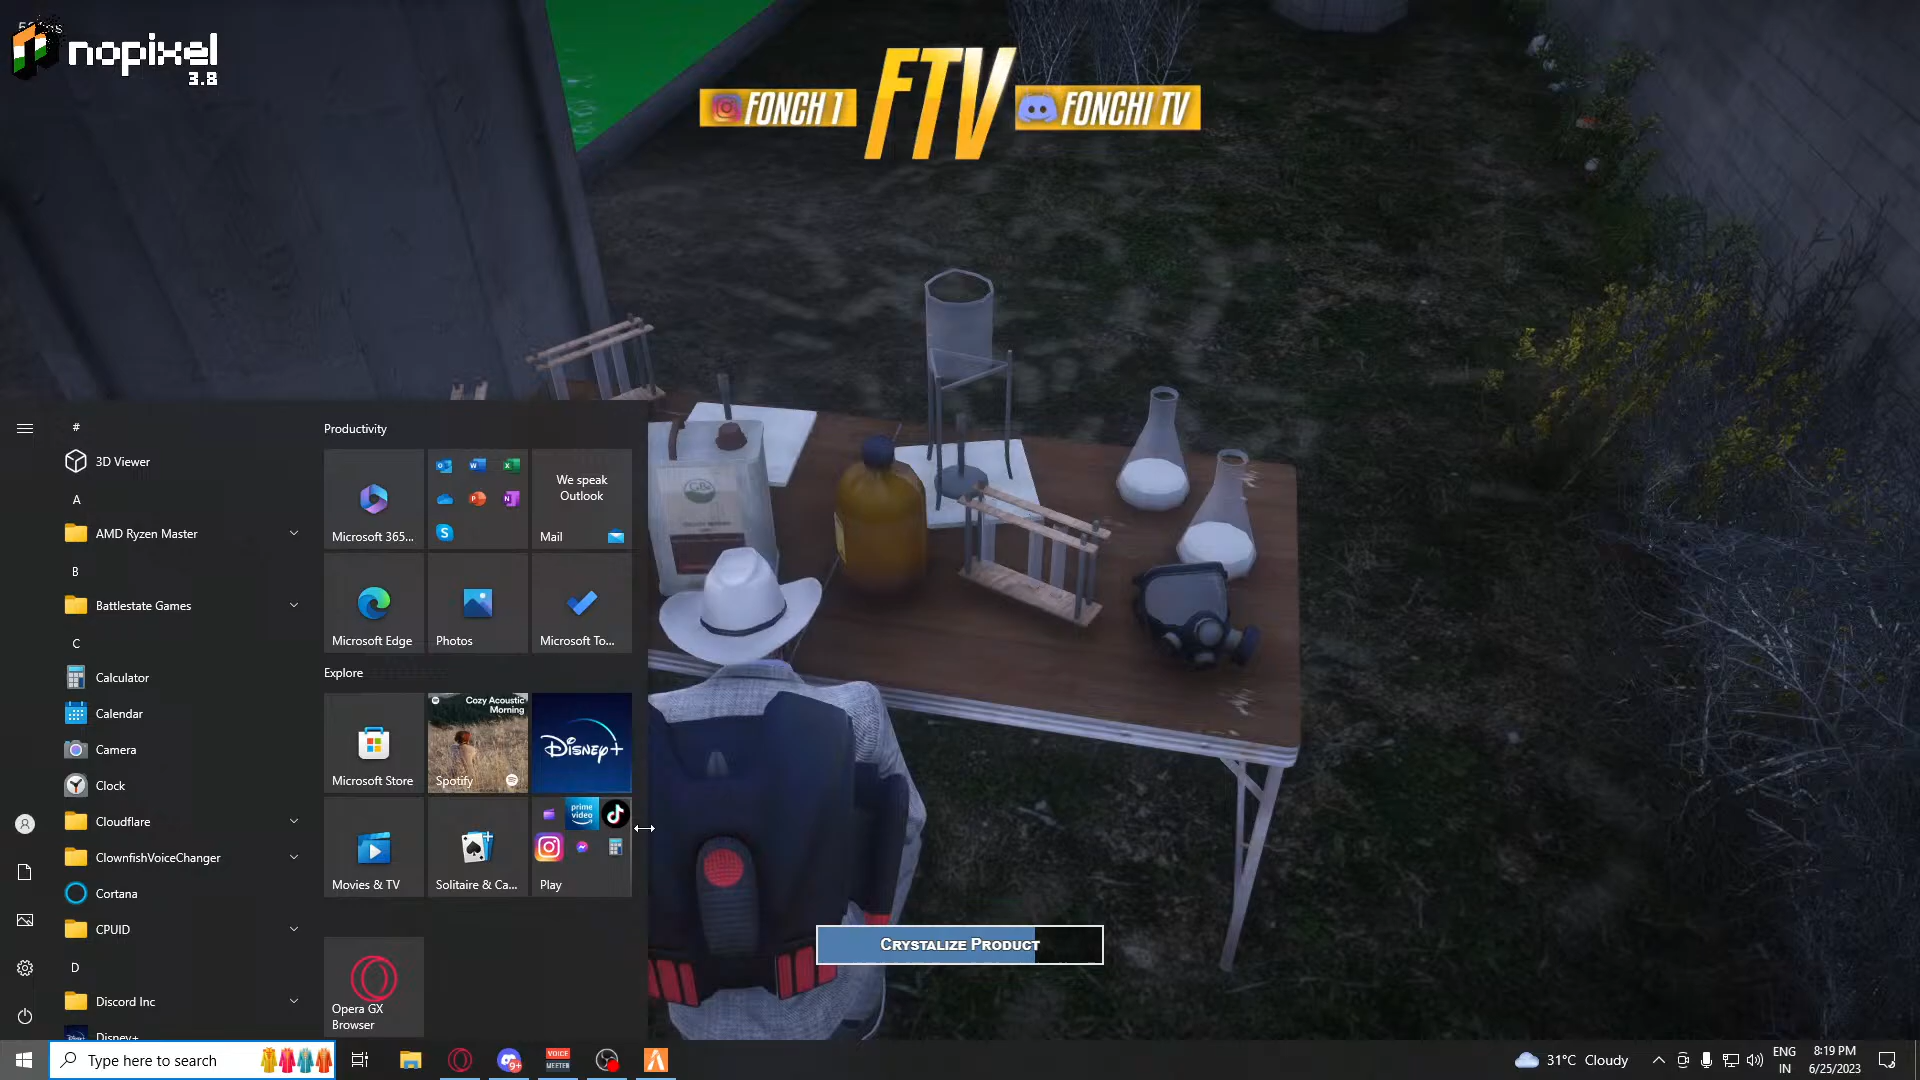 nopixel
3.8
FONCH 1
FTV
FONCHI TV
#
3D Viewer
A
AMD Ryzen Master
B
Battlestate Games
C
Calculator
Calendar
Camera
Clock
Cloudflare
ClownfishVoiceChanger
Cortana
CPUID
D
Discord Inc
Disney+
Productivity
Microsoft 365...
We speak
Outlook
Mail
Microsoft Edge
Photos
Microsoft To...
Explore
Microsoft Store
Cozy Acoustic
Morning
Spotify
Disney+
Movies & TV
Solitaire & Ca...
prime
video
Play
Opera GX
Browser
Crystalize Product
Type here to search
9+
VOICE
MEETER
31°C Cloudy
ENG
IN
8:19 PM
6/25/2023